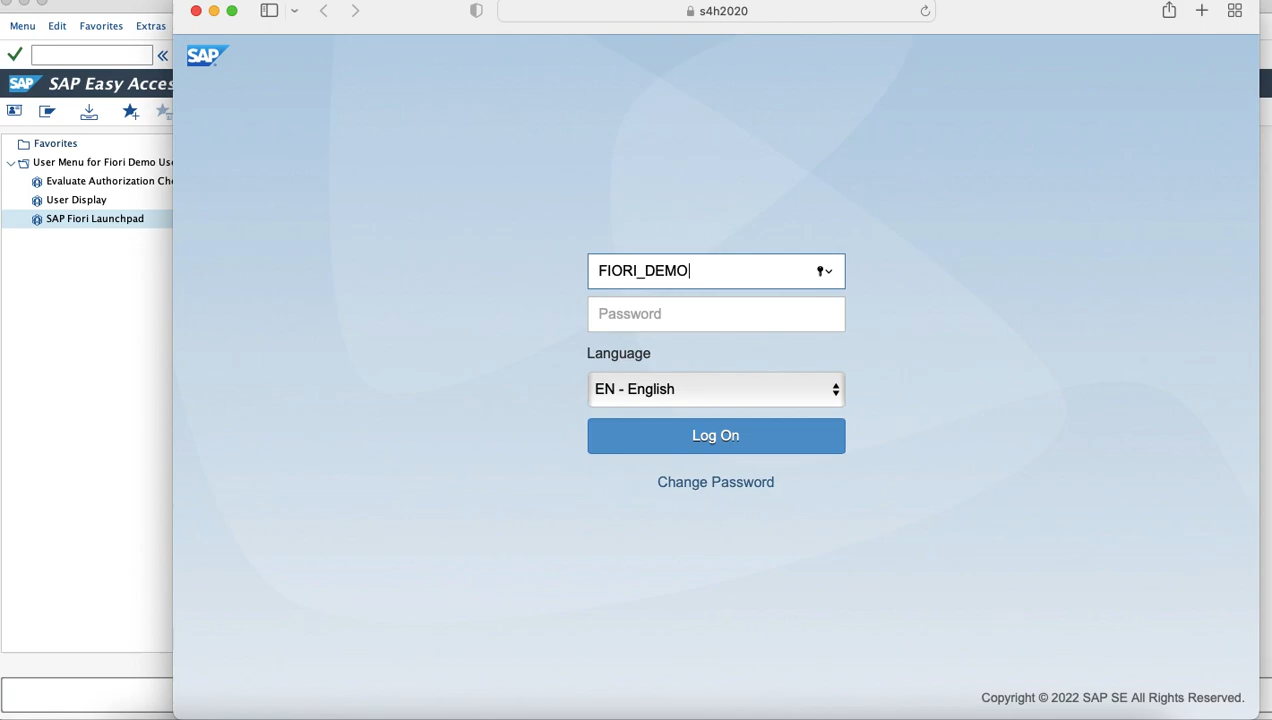 Menu Edit Favorites Extras
s4h2020
SAP SAP Easy Acces
Favorites
User Menu for Fiori Demo Use
Evaluate Authorization Che
User Display
SAP Fiori Launchpad
SAP
FIORI_DEMO
Password
Language
EN - English
Log On
Change Password
Copyright © 2022 SAP SE All Rights Reserved.